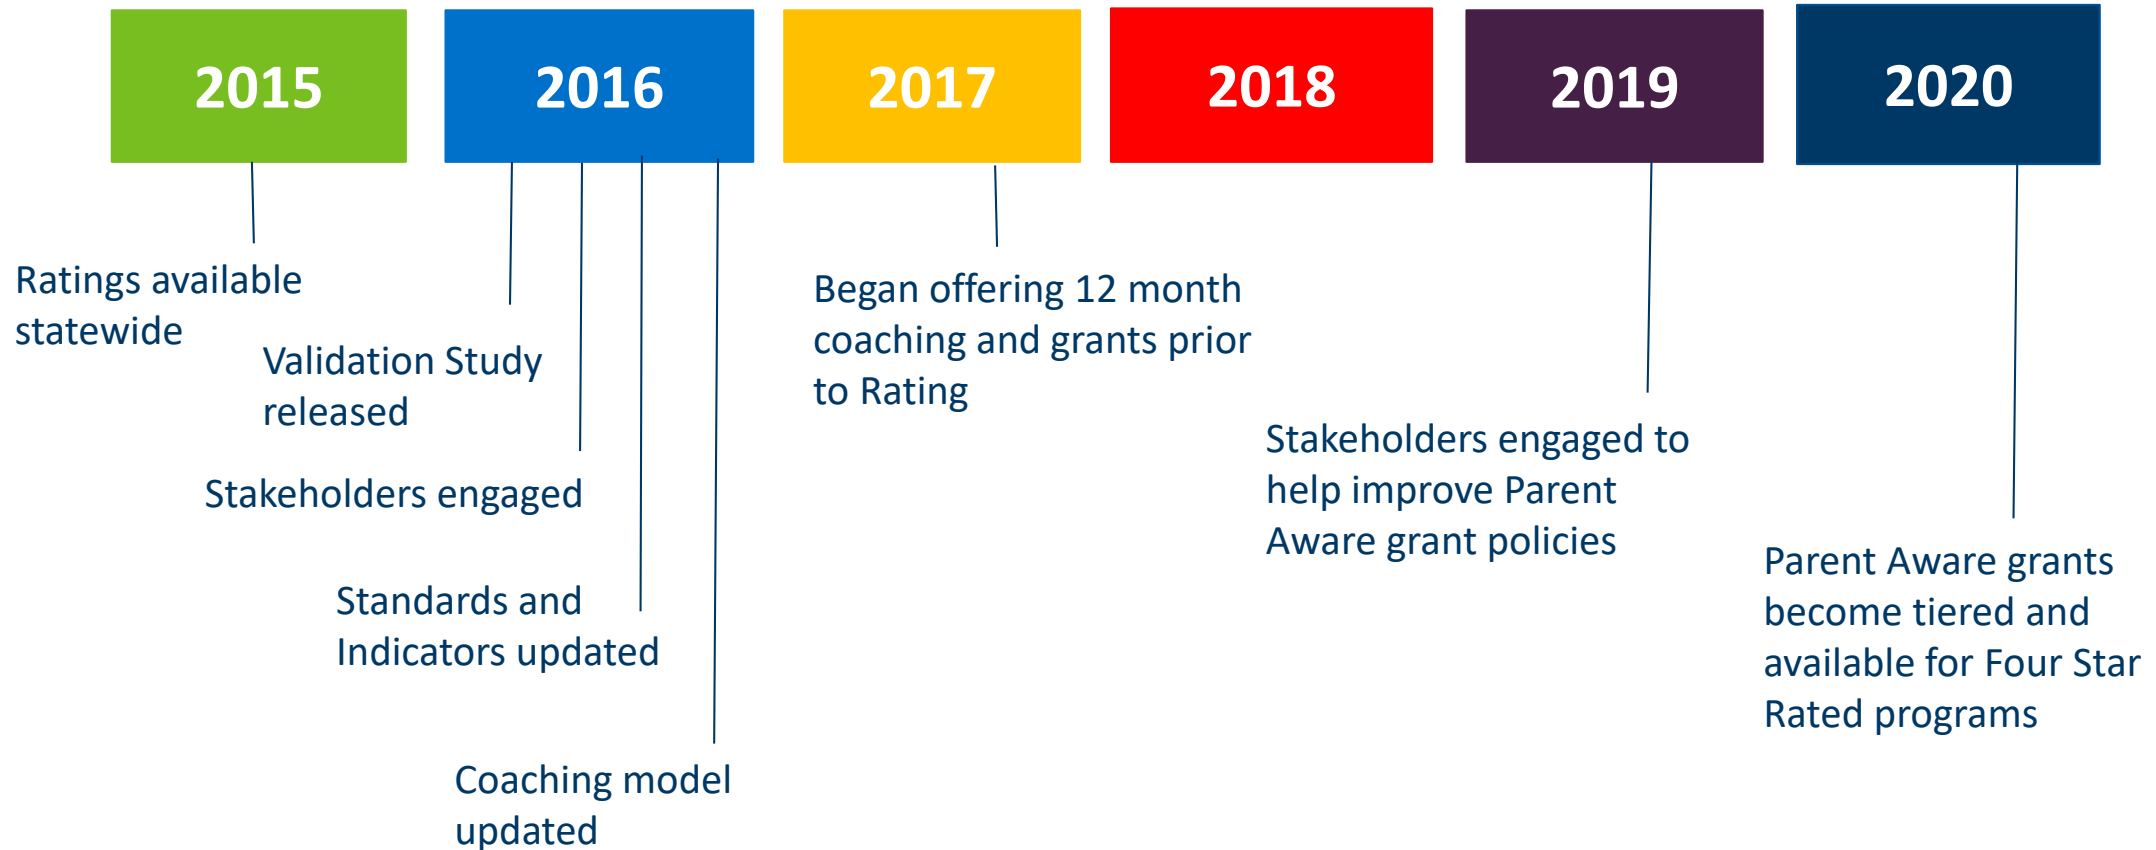 2015
2016
2017
2018
2019
2020
Ratings available
statewide
Validation Study
released
Stakeholders engaged
Standards and
Indicators updated
Coaching model
updated
Began offering 12 month
coaching and grants prior
to Rating
Stakeholders engaged to
help improve Parent
Aware grant policies
Parent Aware grants
become tiered and
available for Four Star
Rated programs